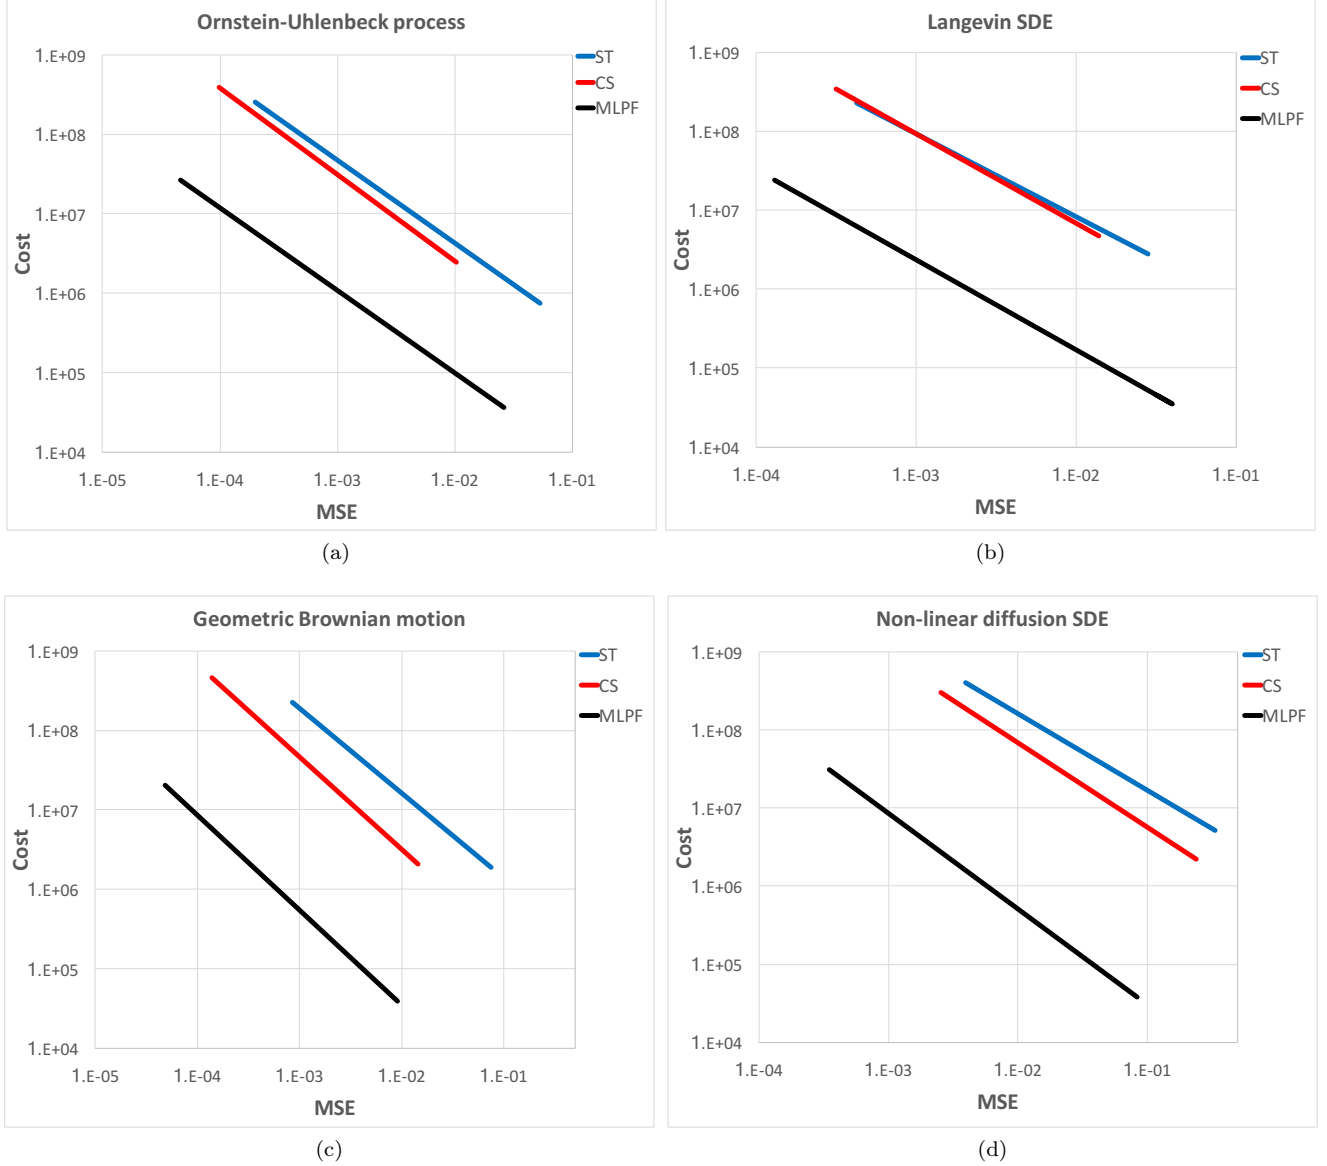 Ornstein-Uhlenbeck process
1.E+09
1.E+08
1.E+07
1.E+06
1.E+05
1.E+04
Cost
1.E-05 1.E-04 1.E-03 1.E-02 1.E-01
MSE
ST
CS
MLPF
(a)
Langevin SDE
1.E+09
1.E+08
1.E+07
1.E+06
1.E+05
1.E+04
Cost
1.E-04 1.E-03 1.E-02 1.E-01
MSE
ST
CS
MLPF
(b)
Geometric Brownian motion
1.E+09
1.E+08
1.E+07
1.E+06
1.E+05
1.E+04
Cost
1.E-05 1.E-04 1.E-03 1.E-02 1.E-01
MSE
ST
CS
MLPF
(c)
Non-linear diffusion SDE
1.E+09
1.E+08
1.E+07
1.E+06
1.E+05
1.E+04
Cost
1.E-04 1.E-03 1.E-02 1.E-01
MSE
ST
CS
MLPF
(d)